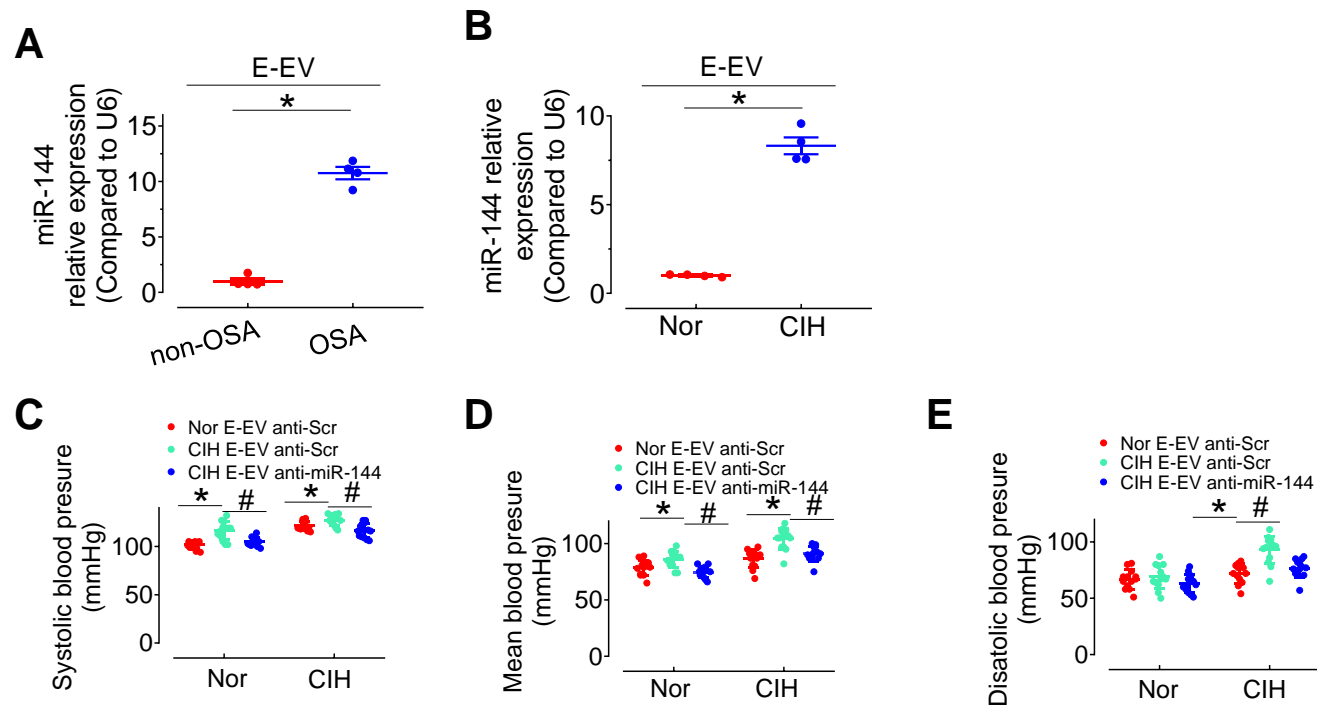 A
E-EV
*
miR-144
relative expression
(Compared to U6)
15
10
5
0
non-OSA
OSA
B
E-EV
*
miR-144 relative
expression
(Compared to U6)
10
5
0
Nor
CIH
C
Nor E-EV anti-Scr
CIH E-EV anti-Scr
CIH E-EV anti-miR-144
* # * #
Systolic blood presure
(mmHg)
100
50
0
Nor
CIH
D
Nor E-EV anti-Scr
CIH E-EV anti-Scr
CIH E-EV anti-miR-144
* # * #
Mean blood presure
(mmHg)
100
50
0
Nor
CIH
E
Nor E-EV anti-Scr
CIH E-EV anti-Scr
CIH E-EV anti-miR-144
* #
Disatolic blood presure
(mmHg)
100
50
0
Nor
CIH